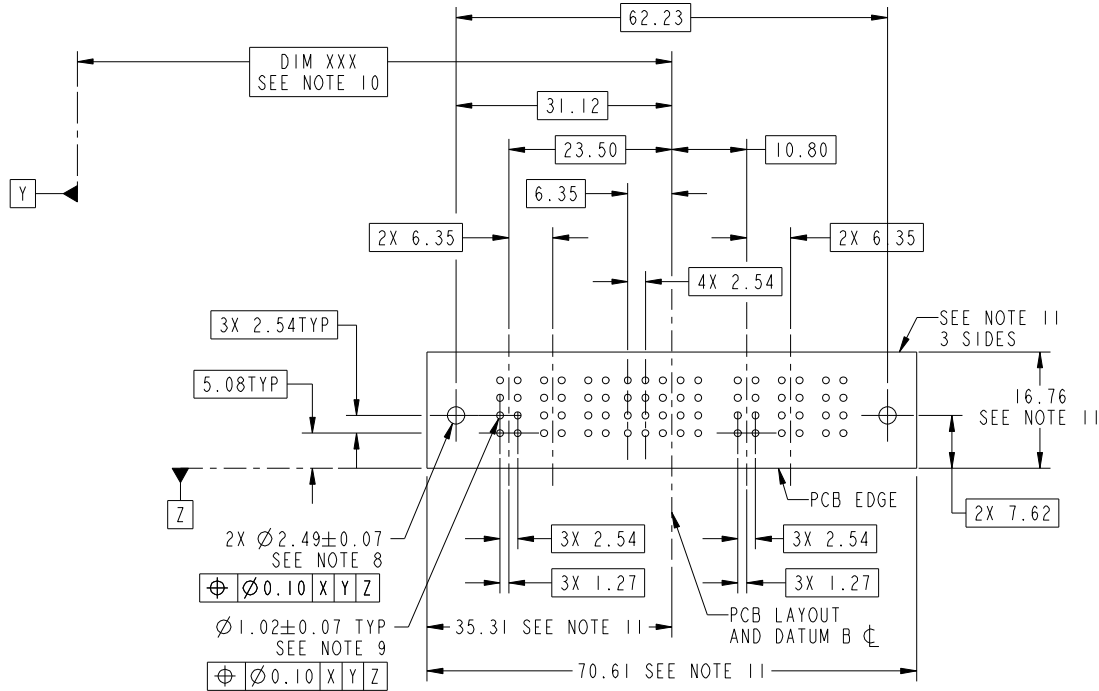 62.23
DIM XXX
SEE NOTE 10
31.12
23.50
10.80
Y
6.35
2X 6.35
2X 6.35
4X 2.54
3X 2.54TYP
SEE NOTE 11
3 SIDES
5.08TYP
16.76
SEE NOTE 11
Z
PCB EDGE
2X 7.62
2X Ø2.49±0.07
SEE NOTE 8
⌖ Ø0.10 X Y Z
3X 2.54
3X 2.54
3X 1.27
3X 1.27
Ø1.02±0.07 TYP
SEE NOTE 9
⌖ Ø0.10 X Y Z
35.31 SEE NOTE 11
PCB LAYOUT
AND DATUM B ℄
70.61 SEE NOTE 11